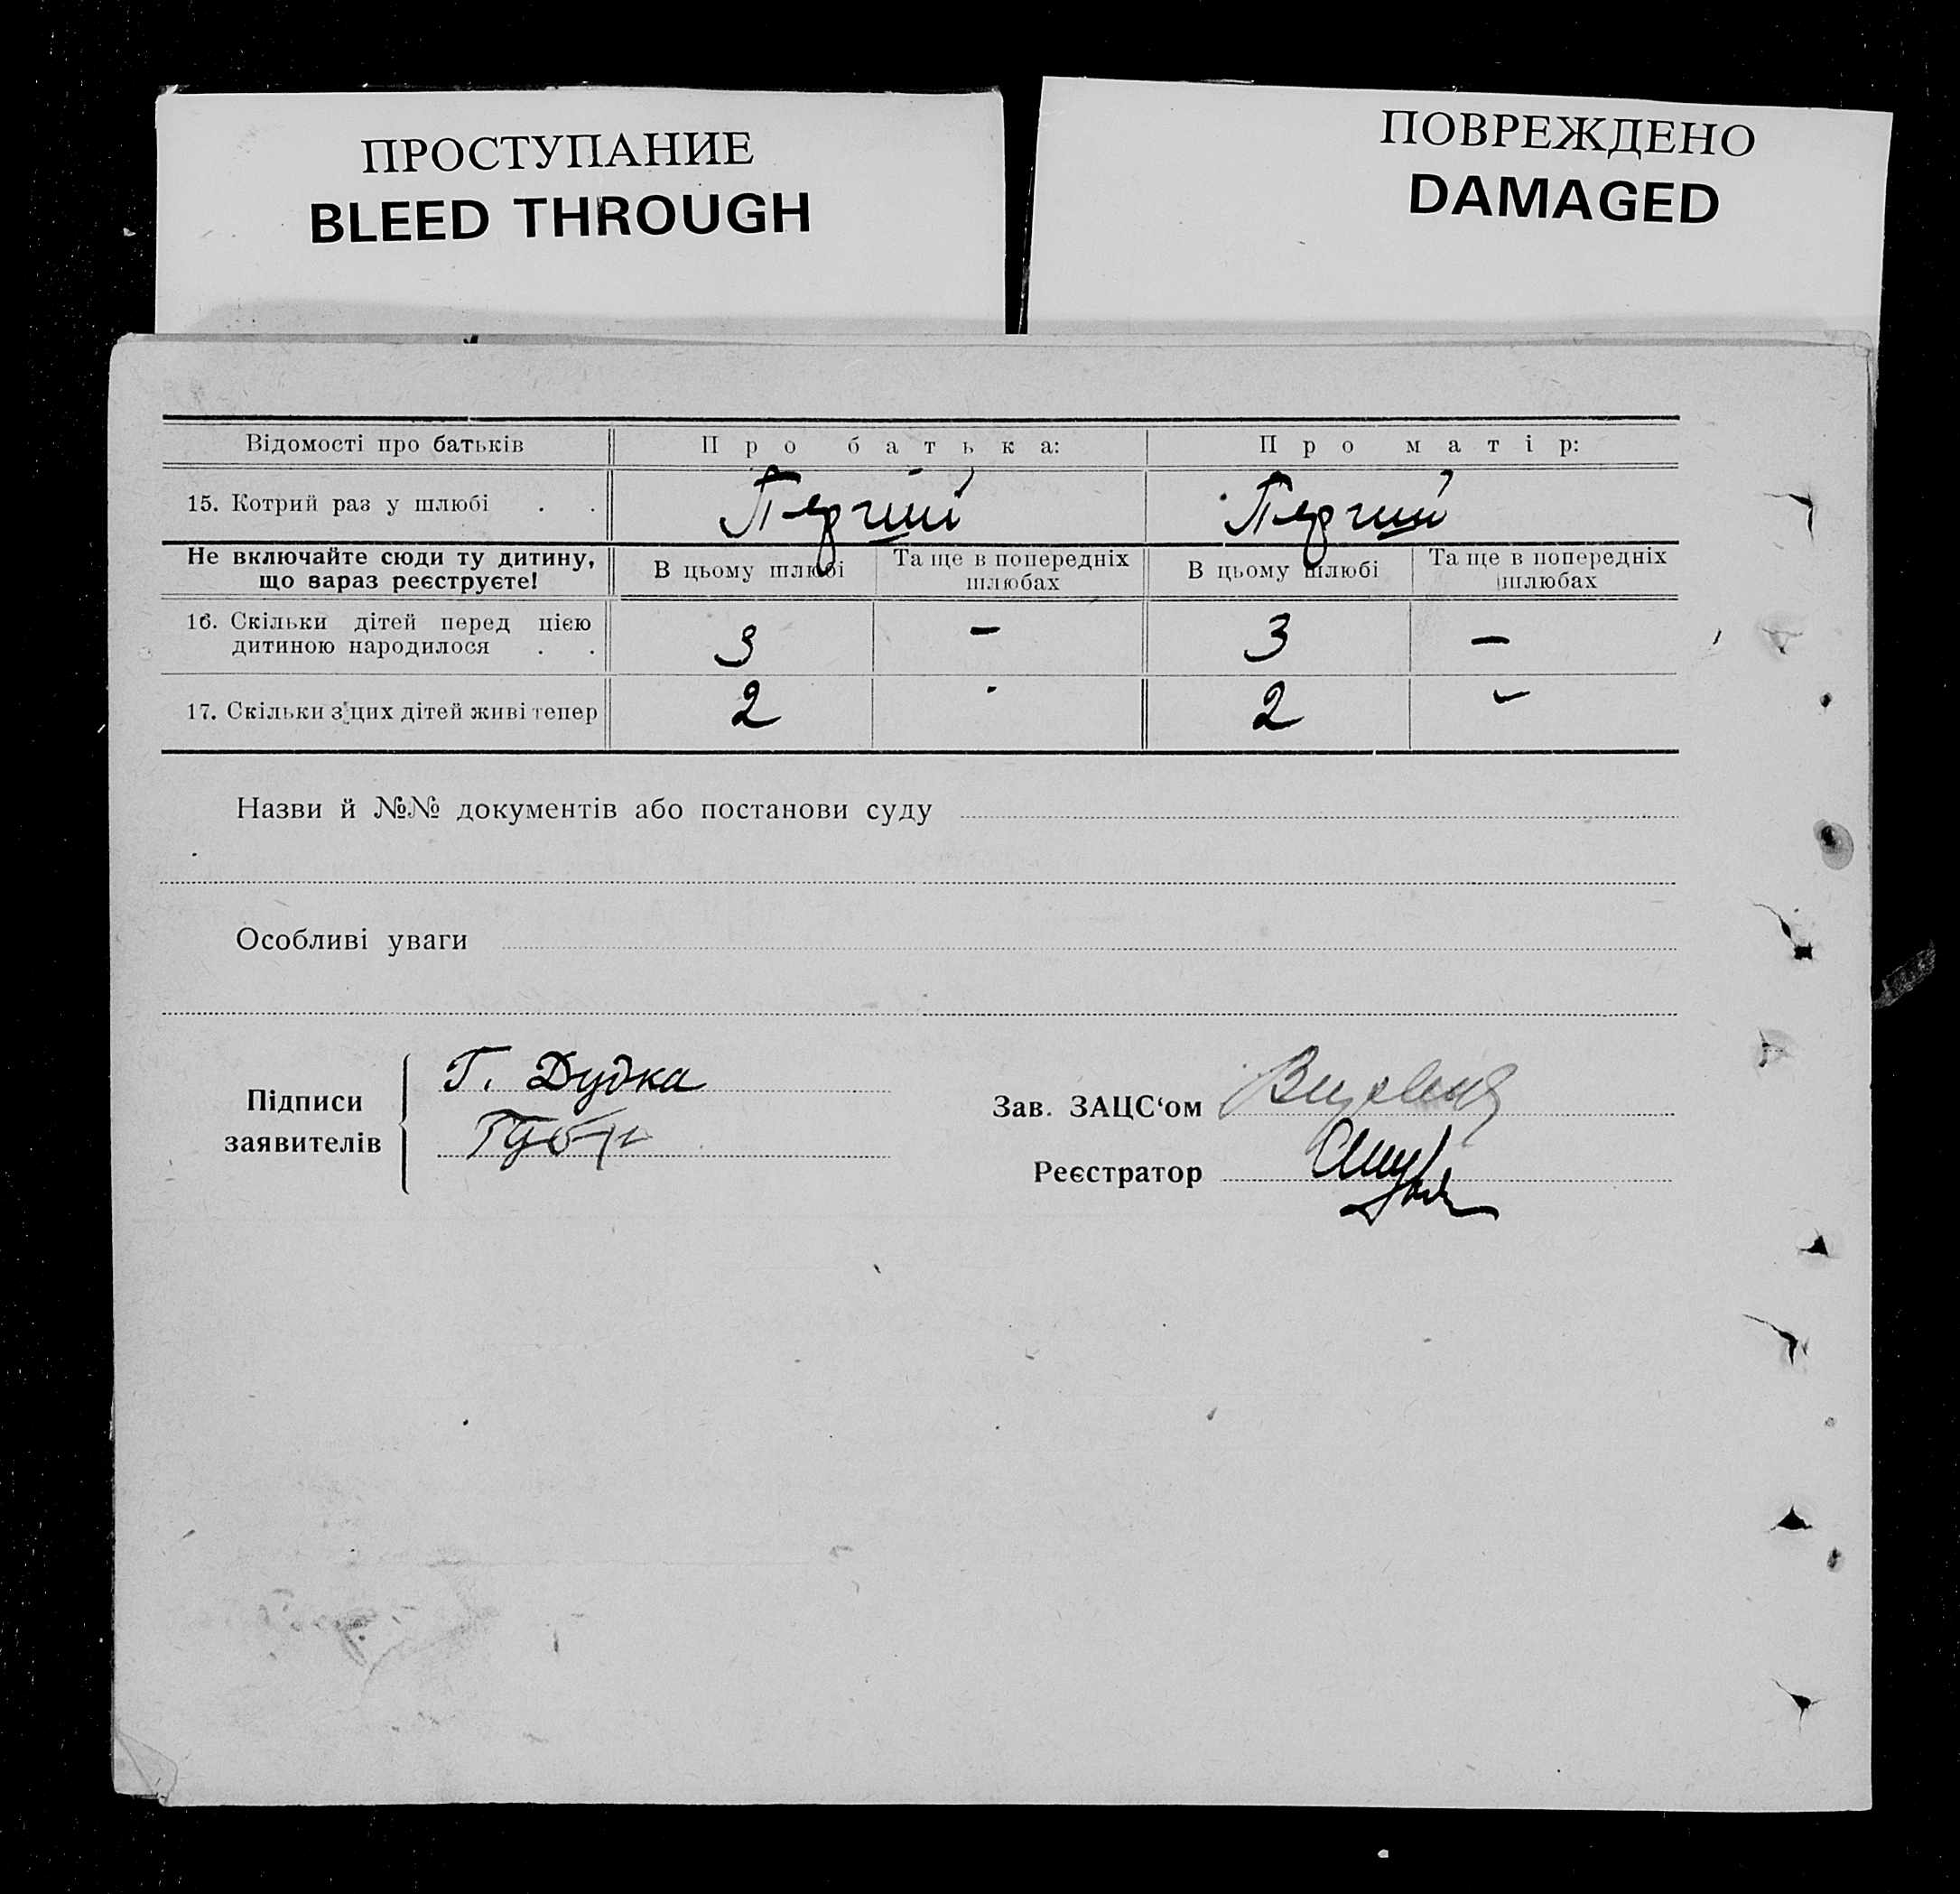 ПРОСТУПАНИЕ
BLEED THROUGH
ПОВРЕЖДЕНО
DAMAGED
Відомості про батьків Про батька: Про матір:
15. Котрий раз у шлюбі . . Перший Перший
Не включайте сюди ту дитину, що вараз реєструєте! В цьому шлюбі Та ще в попередніх шлюбах В цьому шлюбі Та ще в попередніх шлюбах
16. Скільки дітей перед цією дитиною народилося . . 3 — 3 —
17. Скільки з'цих дітей живі тепер 2 - 2 -
Назви й №№ документів або постанови суду
Особливі уваги
Підписи заявителів
Г. Дудка
Зав. ЗАЦС‘ом
Реєстратор